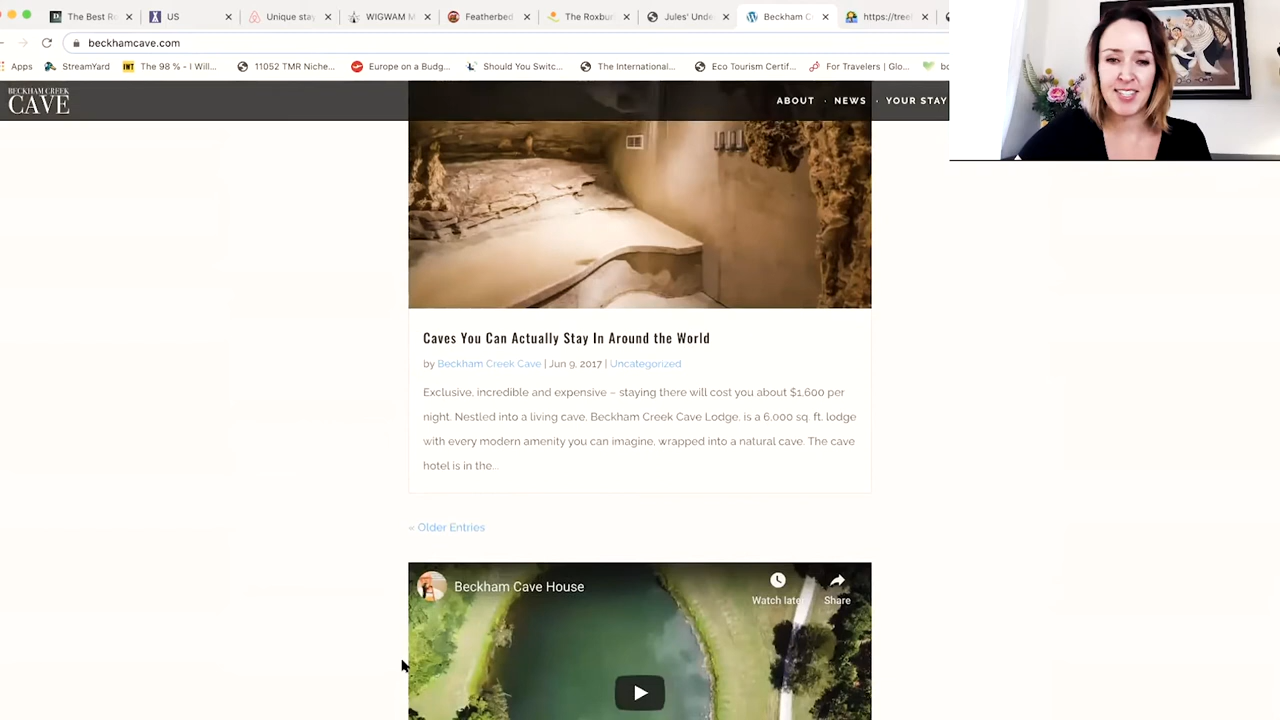 The Best Ro
US
Unique stay
WIGWAM M
Featherbed
The Roxbur
Jules' Unde
Beckham C
https://treel
beckhamcave.com
Apps
StreamYard
The 98 % - I Will...
11052 TMR Niche...
Europe on a Budg...
Should You Switc...
The International...
Eco Tourism Certif...
For Travelers | Glo...
BECKHAM CREEK
CAVE
ABOUT · NEWS · YOUR STAY
Caves You Can Actually Stay In Around the World
by Beckham Creek Cave | Jun 9, 2017 | Uncategorized
Exclusive, incredible and expensive – staying there will cost you about $1,600 per
night. Nestled into a living cave, Beckham Creek Cave Lodge, is a 6,000 sq. ft. lodge
with every modern amenity you can imagine, wrapped into a natural cave. The cave
hotel is in the...
« Older Entries
Beckham Cave House
Watch later
Share